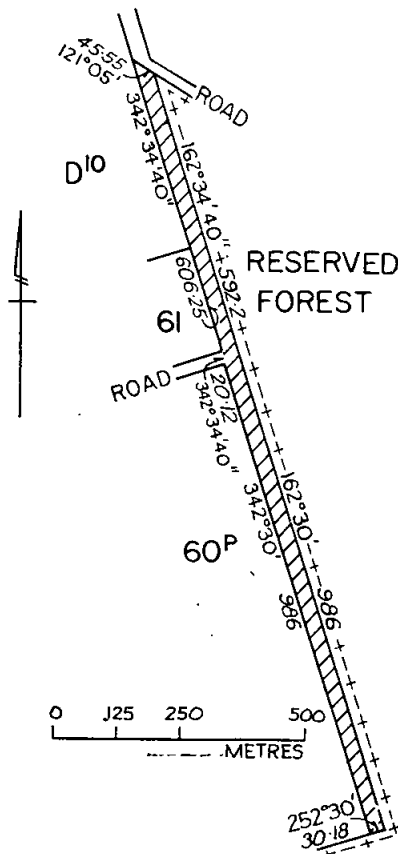 45·55
121°05'
ROAD
D10
342°34'40"
162°34'40"
592·2
RESERVED
FOREST
606·25
61
ROAD
20·12
342°34'40"
342°30'
162°30'
60P
986
986
0 125 250 500
METRES
252°30'
30·18